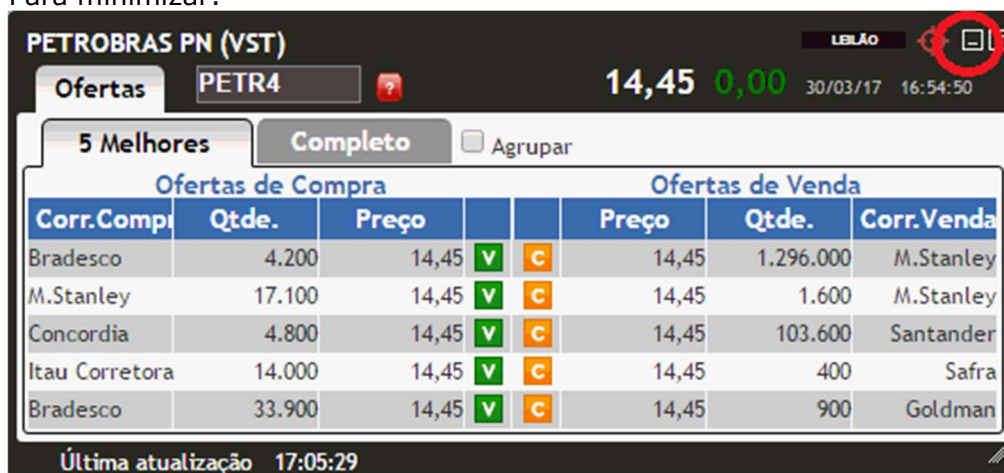 Para minimizar:
PETROBRAS PN (VST) LEILÃO
Ofertas PETR4 ? 14,45 0,00 30/03/17 16:54:50
5 Melhores Completo Agrupar
Ofertas de Compra Ofertas de Venda
Corr.Compr Qtde. Preço Preço Qtde. Corr.Venda
Bradesco 4.200 14,45 V C 14,45 1.296.000 M.Stanley
M.Stanley 17.100 14,45 V C 14,45 1.600 M.Stanley
Concordia 4.800 14,45 V C 14,45 103.600 Santander
Itau Corretora 14.000 14,45 V C 14,45 400 Safra
Bradesco 33.900 14,45 V C 14,45 900 Goldman
Última atualização 17:05:29